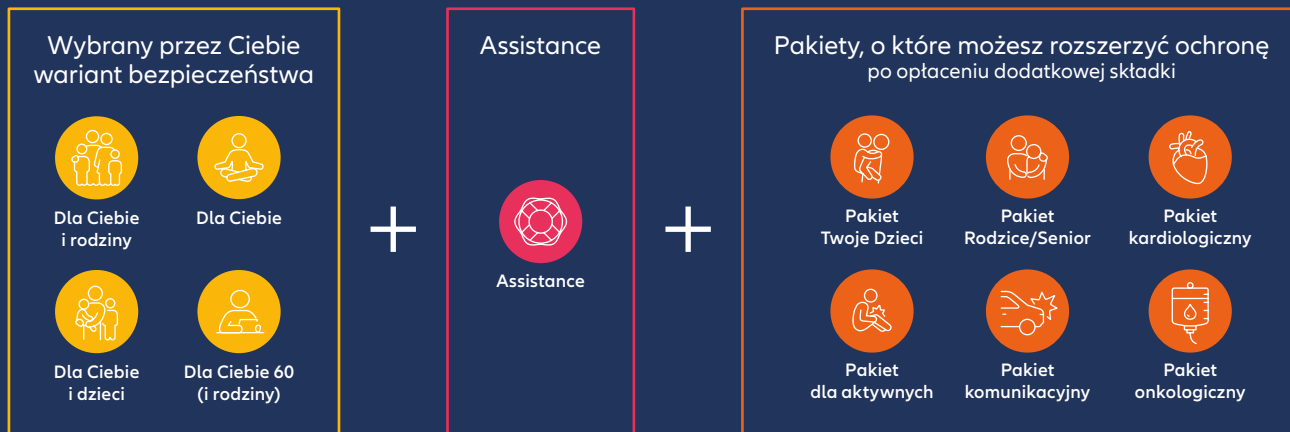 Wybrany przez Ciebie
wariant bezpieczeństwa
Dla Ciebie
i rodziny
Dla Ciebie
Dla Ciebie
i dzieci
Dla Ciebie 60
(i rodziny)
+
Assistance
Assistance
+
Pakiety, o które możesz rozszerzyć ochronę
po opłaceniu dodatkowej składki
Pakiet
Twoje Dzieci
Pakiet
Rodzice/Senior
Pakiet
kardiologiczny
Pakiet
dla aktywnych
Pakiet
komunikacyjny
Pakiet
onkologiczny